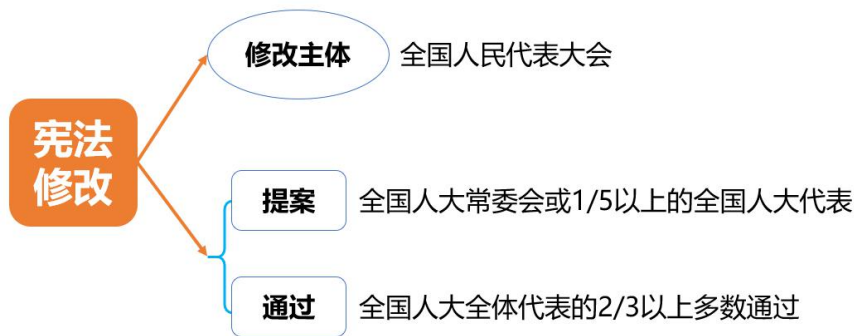 宪法
修改
修改主体 全国人民代表大会
提案 全国人大常委会或1/5以上的全国人大代表
通过 全国人大全体代表的2/3以上多数通过